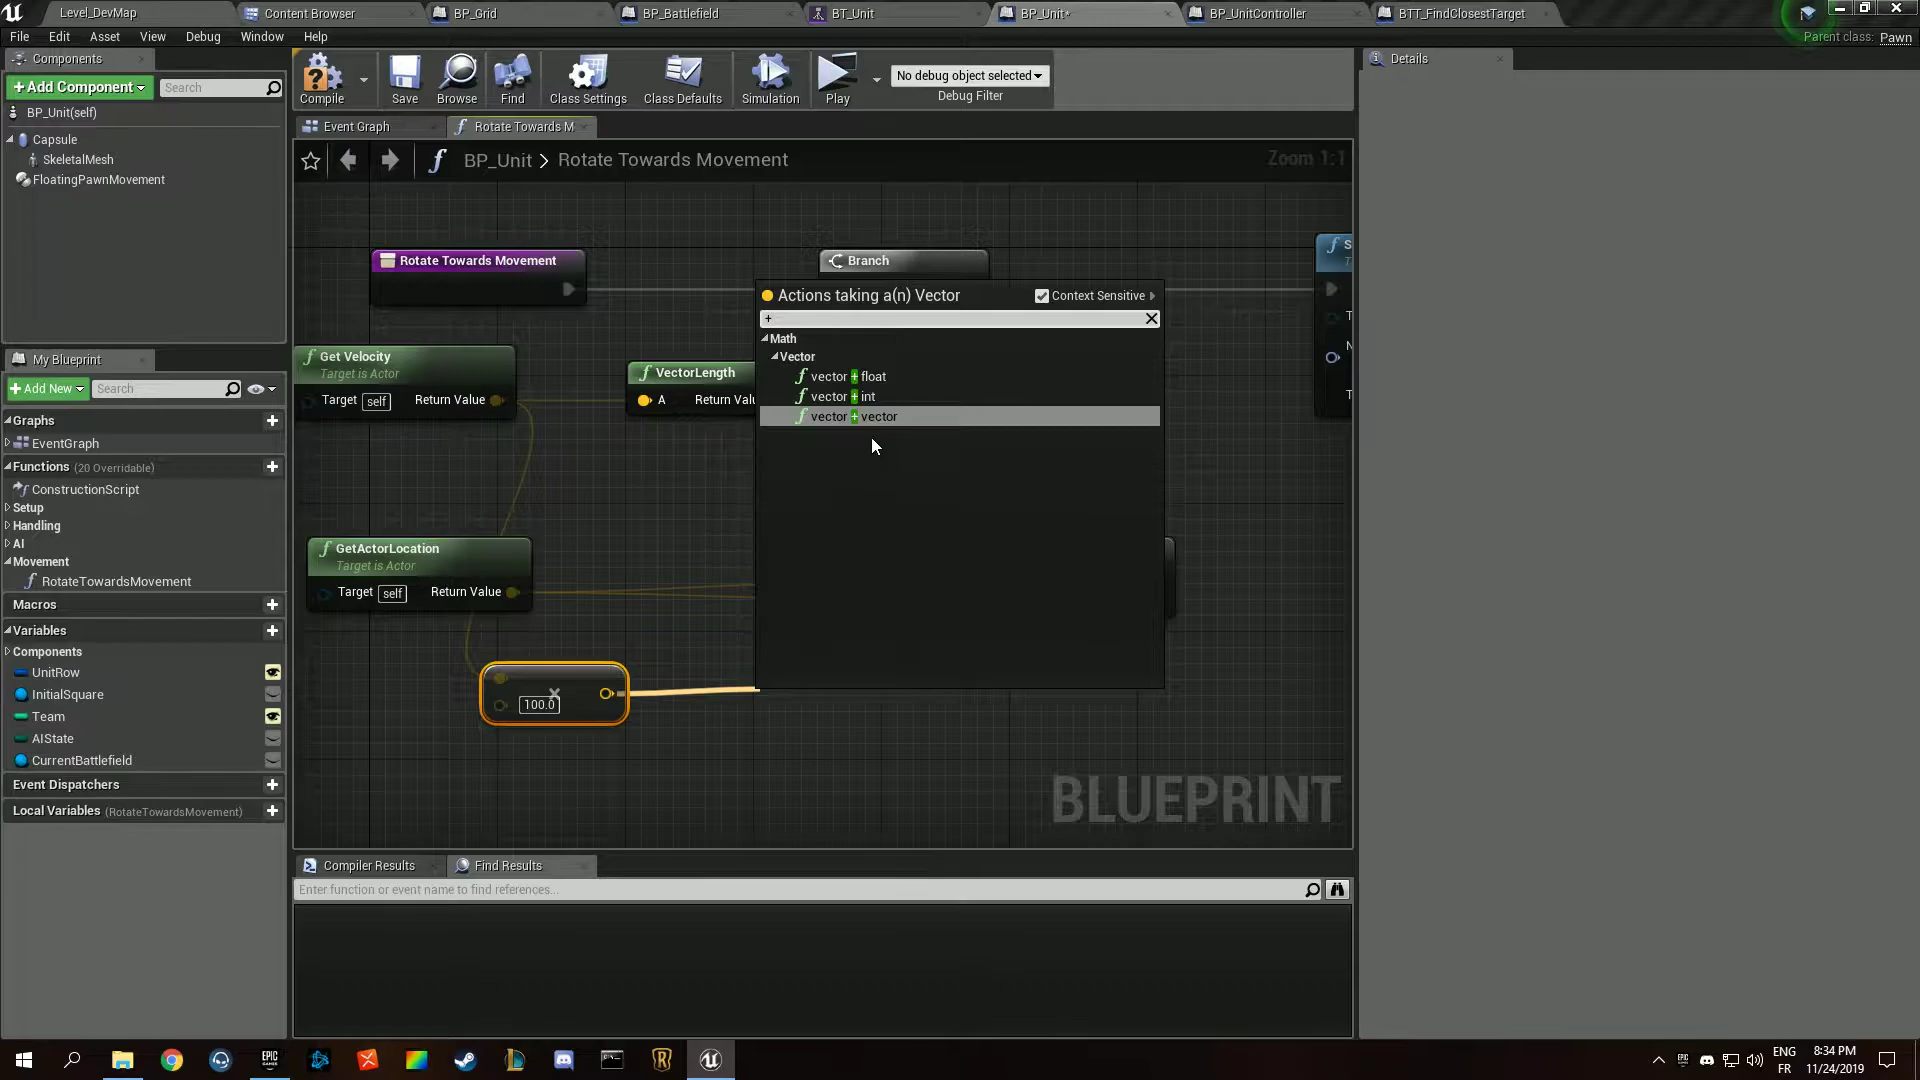 Level_DevMap
Content Browser
BP_Grid
BP_Battlefield
BT_Unit
BP_Unit*
BP_UnitController
BTT_FindClosestTarget
File Edit Asset View Debug Window Help
Parent class: Pawn
Components
+Add Component
Search
BP_Unit(self)
Capsule
SkeletalMesh
FloatingPawnMovement
Compile
Save
Browse
Find
Class Settings
Class Defaults
Simulation
Play
No debug object selected
Debug Filter
Details
Event Graph
Rotate Towards M
BP_Unit > Rotate Towards Movement
Zoom 1:1
Rotate Towards Movement
Branch
Get Velocity
Target is Actor
Target self Return Value
VectorLength
A Return Valu
Actions taking a(n) Vector
Context Sensitive
+
Math
Vector
vector + float
vector + int
vector + vector
GetActorLocation
Target is Actor
Target self Return Value
100.0
BLUEPRINT
My Blueprint
+Add New
Search
Graphs
EventGraph
Functions (20 Overridable)
ConstructionScript
Setup
Handling
AI
Movement
RotateTowardsMovement
Macros
Variables
Components
UnitRow
InitialSquare
Team
AIState
CurrentBattlefield
Event Dispatchers
Local Variables (RotateTowardsMovement)
Compiler Results
Find Results
Enter function or event name to find references...
ENG
FR
8:34 PM
11/24/2019